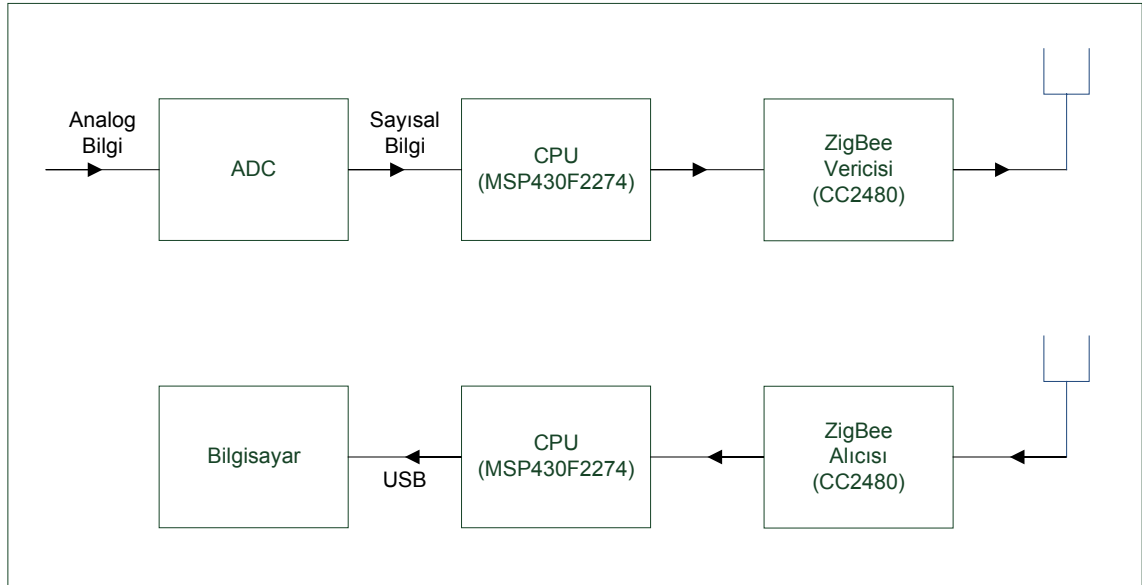 Analog
Bilgi
ADC
Sayısal
Bilgi
CPU
(MSP430F2274)
ZigBee
Vericisi
(CC2480)
Bilgisayar
USB
CPU
(MSP430F2274)
ZigBee
Alıcısı
(CC2480)